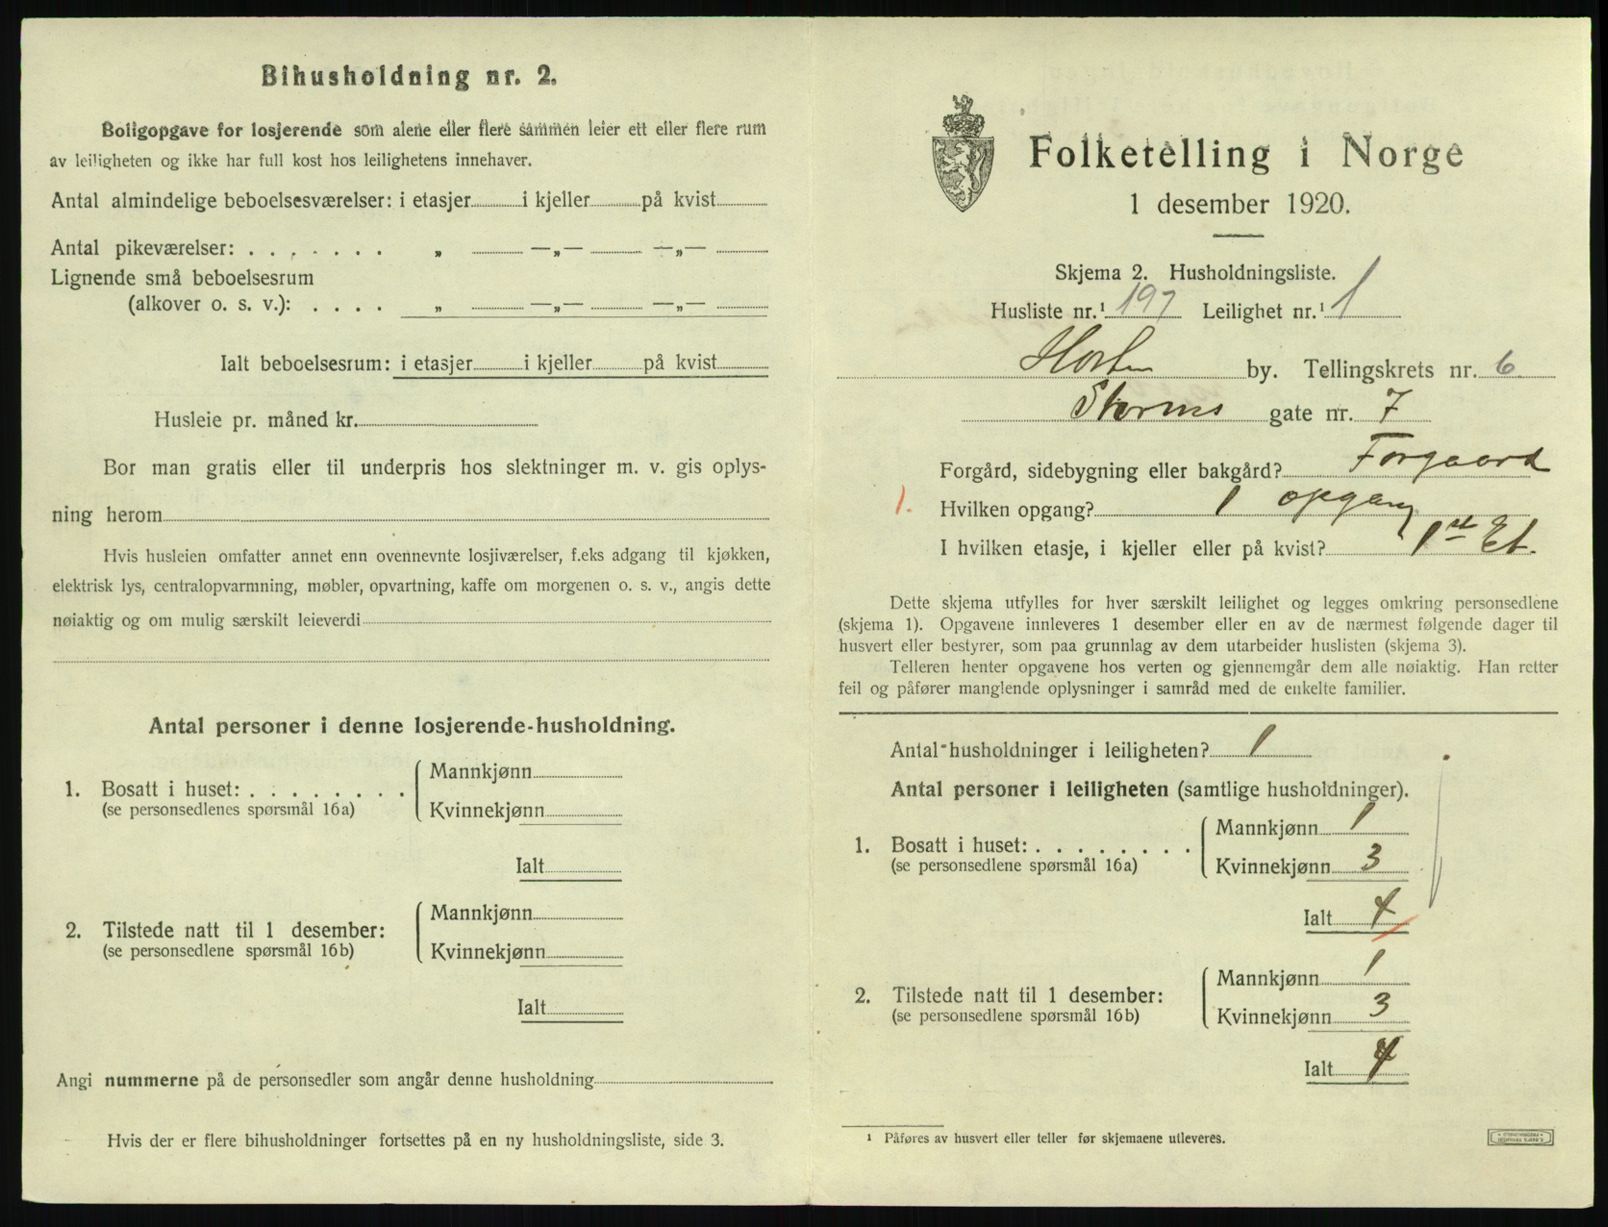 Bihusholdning nr. 2.
Boligopgave for losjerende som alene eller flere sammen leier ett eller flere rum
av leiligheten og ikke har full kost hos leilighetens innehaver.
Antal almindelige beboelsesværelser: i etasjer i kjeller på kvist
Antal pikeværelser: . . . . . . . „ —„— —„—
Lignende små beboelsesrum
(alkover o. s. v.): . . . . „ —„— —„—
Ialt beboelsesrum: i etasjer i kjeller på kvist
Husleie pr. måned kr.
Bor man gratis eller til underpris hos slektninger m. v. gis oplys-
ning herom
Hvis husleien omfatter annet enn ovennevnte losjiværelser, f.eks adgang til kjøkken,
elektrisk lys, centralopvarmning, møbler, opvartning, kaffe om morgenen o. s. v., angis dette
nøiaktig og om mulig særskilt leieverdi
Antal personer i denne losjerende-husholdning.
1. Bosatt i huset: . . . . . . . .
(se personsedlenes spørsmål 16a)
Mannkjønn
Kvinnekjønn
Ialt
2. Tilstede natt til 1 desember:
(se personsedlene spørsmål 16b)
Mannkjønn
Kvinnekjønn
Ialt
Angi nummerne på de personsedler som angår denne husholdning
Hvis der er flere bihusholdninger fortsettes på en ny husholdningsliste, side 3.
Folketelling i Norge
1 desember 1920.
Skjema 2. Husholdningsliste.
Husliste nr.¹ 197 Leilighet nr.¹ 1
Horten by. Tellingskrets nr. 6
Storms gate nr. 7
Forgård, sidebygning eller bakgård? Forgaard
1. Hvilken opgang? 1 opgang
I hvilken etasje, i kjeller eller på kvist? 1st Et.
Dette skjema utfylles for hver særskilt leilighet og legges omkring personsedlene
(skjema 1). Opgavene innleveres 1 desember eller en av de nærmest følgende dager til
husvert eller bestyrer, som paa grunnlag av dem utarbeider huslisten (skjema 3).
Telleren henter opgavene hos verten og gjennemgår dem alle nøiaktig. Han retter
feil og påfører manglende oplysninger i samråd med de enkelte familier.
Antal husholdninger i leiligheten? 1
Antal personer i leiligheten (samtlige husholdninger).
1. Bosatt i huset: . . . . . . . .
(se personsedlene spørsmål 16a)
Mannkjønn 1
Kvinnekjønn 3
Ialt 4
2. Tilstede natt til 1 desember:
(se personsedlene spørsmål 16b)
Mannkjønn 1
Kvinnekjønn 3
Ialt 4
¹ Påføres av husvert eller teller før skjemaene utleveres.